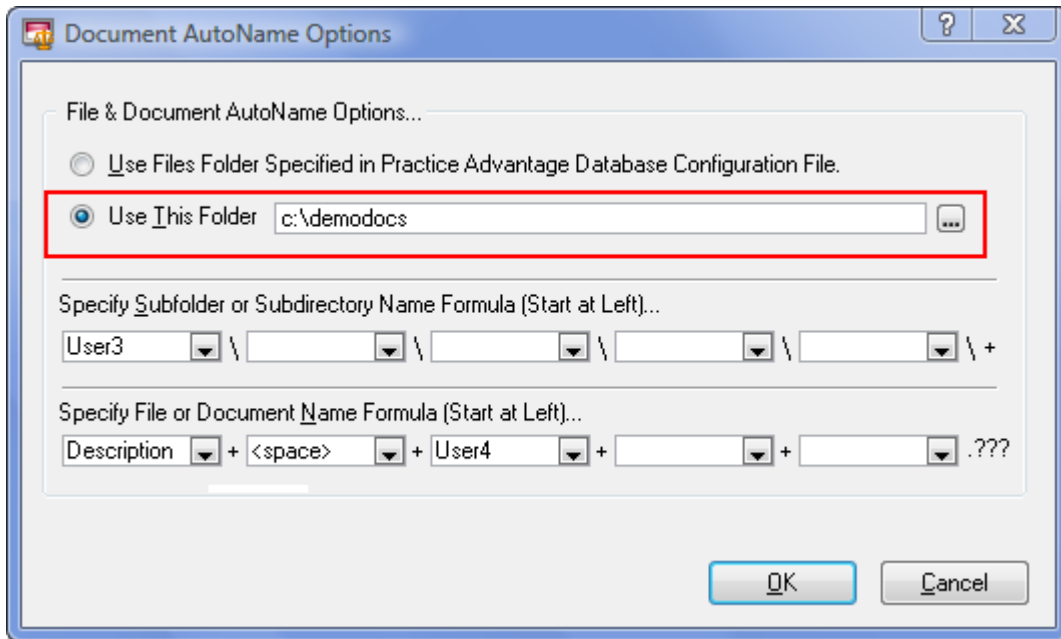 Document AutoName Options
File & Document AutoName Options...
Use Files Folder Specified in Practice Advantage Database Configuration File.
Use This Folder c:\demodocs ...
Specify Subfolder or Subdirectory Name Formula (Start at Left)...
User3 \ \ \ \ \ +
Specify File or Document Name Formula (Start at Left)...
Description + <space> + User4 + + .???
OK Cancel